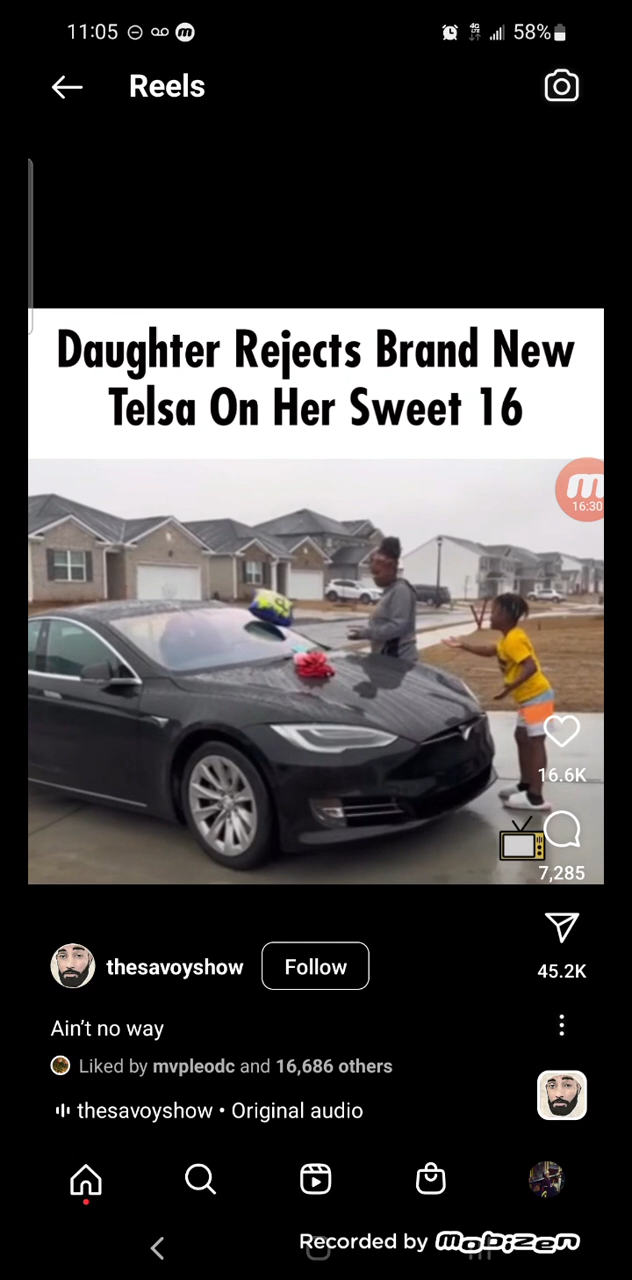 11:05
58%
Reels
Daughter Rejects Brand New
Telsa On Her Sweet 16
16:30
16.6K
7,285
45.2K
thesavoyshow
Follow
Ain't no way
Liked by mvpleodc and 16,686 others
thesavoyshow • Original audio
Recorded by Mobizen